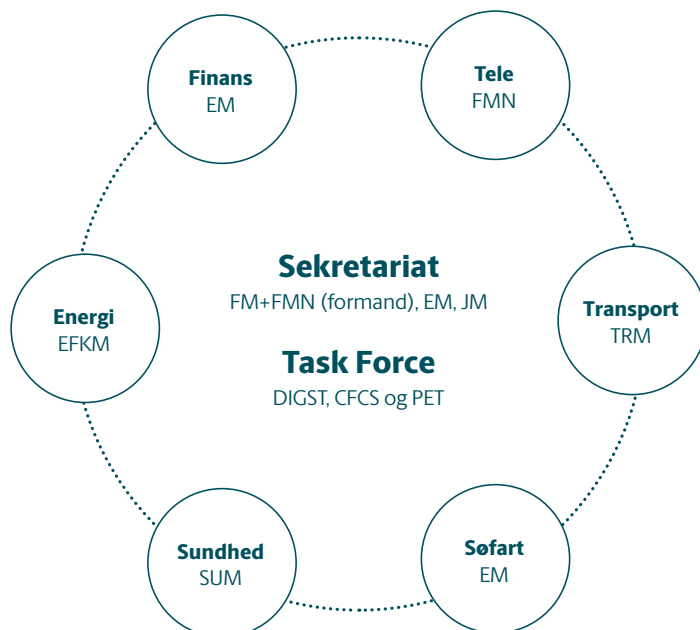 Finans
EM
Tele
FMN
Sekretariat
FM+FMN (formand), EM, JM
Task Force
DIGST, CFCS og PET
Energi
EFKM
Transport
TRM
Sundhed
SUM
Søfart
EM